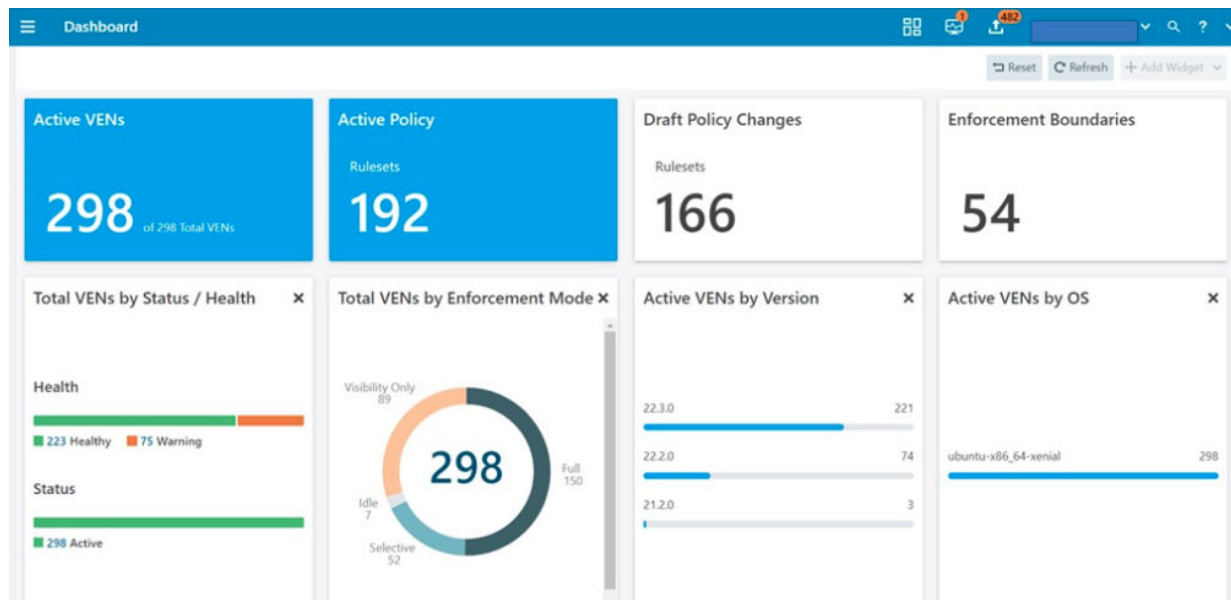 Dashboard
1
482
?
Reset
Refresh
+ Add Widget
Active VENs
298 of 298 Total VENs
Active Policy
Rulesets
192
Draft Policy Changes
Rulesets
166
Enforcement Boundaries
54
Total VENs by Status / Health
Health
223 Healthy 75 Warning
Status
298 Active
Total VENs by Enforcement Mode
Visibility Only
89
298
Full
150
Idle
7
Selective
52
Active VENs by Version
22.3.0 221
22.2.0 74
21.2.0 3
Active VENs by OS
ubuntu-x86_64-xenial 298